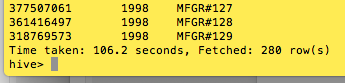 377507061 1998 MFGR#127
361416497 1998 MFGR#128
318769573 1998 MFGR#129
Time taken: 106.2 seconds, Fetched: 280 row(s)
hive>